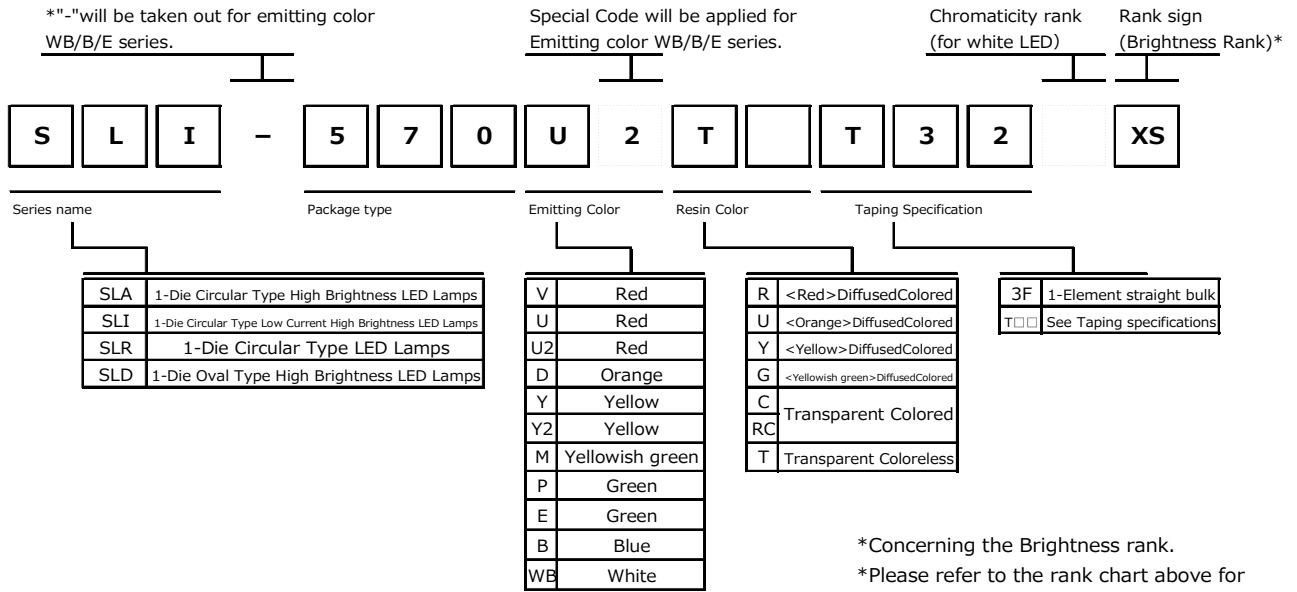 *"-"will be taken out for emitting color
WB/B/E series.
Special Code will be applied for
Emitting color WB/B/E series.
Chromaticity rank
(for white LED)
Rank sign
(Brightness Rank)*
S L I – 5 7 0 U 2 T T 3 2 XS
Series name
Package type
Emitting Color
Resin Color
Taping Specification
SLA 1-Die Circular Type High Brightness LED Lamps
SLI 1-Die Circular Type Low Current High Brightness LED Lamps
SLR 1-Die Circular Type LED Lamps
SLD 1-Die Oval Type High Brightness LED Lamps
V Red
U Red
U2 Red
D Orange
Y Yellow
Y2 Yellow
M Yellowish green
P Green
E Green
B Blue
WB White
R <Red>DiffusedColored
U <Orange>DiffusedColored
Y <Yellow>DiffusedColored
G <Yellowish green>DiffusedColored
C
RC
Transparent Colored
T Transparent Coloreless
3F 1-Element straight bulk
T□□ See Taping specifications
*Concerning the Brightness rank.
*Please refer to the rank chart above for